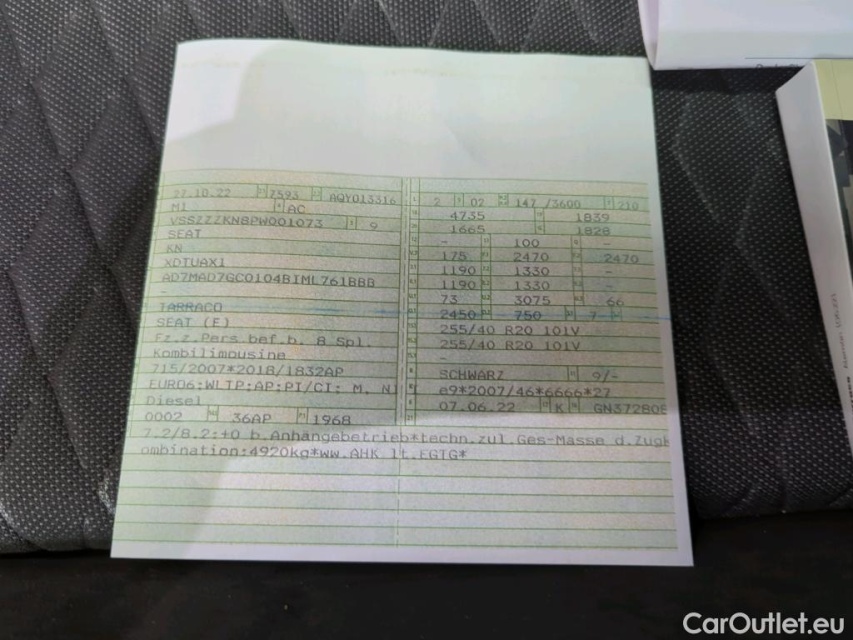 27.10.22 7593 AQY013316
M1 AC
VSSZZZKN8PW001073 9
SEAT
KN
XDTUAX1
AD7MAD7GC0104BIML761BBB
-
TARRACO
SEAT (E)
Fz.z.Pers.bef.b. 8 Spl.
Kombilimousine
715/2007*2018/1832AP
EURO6;WLTP;AP;PI/CI; M, N1
Diesel
0002 36AP 1968
2 02 147 /3600 210
4735 1839
1665 1828
- 100 -
175 2470 2470
1190 1330 -
1190 1330 -
73 3075 66
2450 750 7 -
255/40 R20 101V
255/40 R20 101V
-
SCHWARZ 9/-
e9*2007/46*6666*27
07.06.22 K GN372808
7.2/8.2:+0 b.Anhängebetrieb*techn.zul.Ges-Masse d.Zugk
ombination:4920kg*ww.AHK lt.EGTG*
CarOutlet.eu